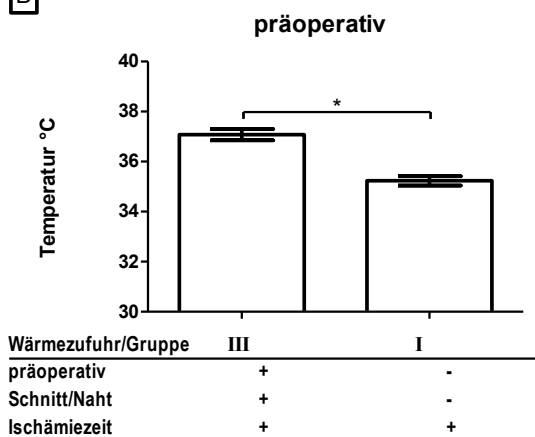 präoperativ
40
38
36
34
32
30
Temperatur °C
*
Wärmezufuhr/Gruppe III I
präoperativ + -
Schnitt/Naht + -
Ischämiezeit + +